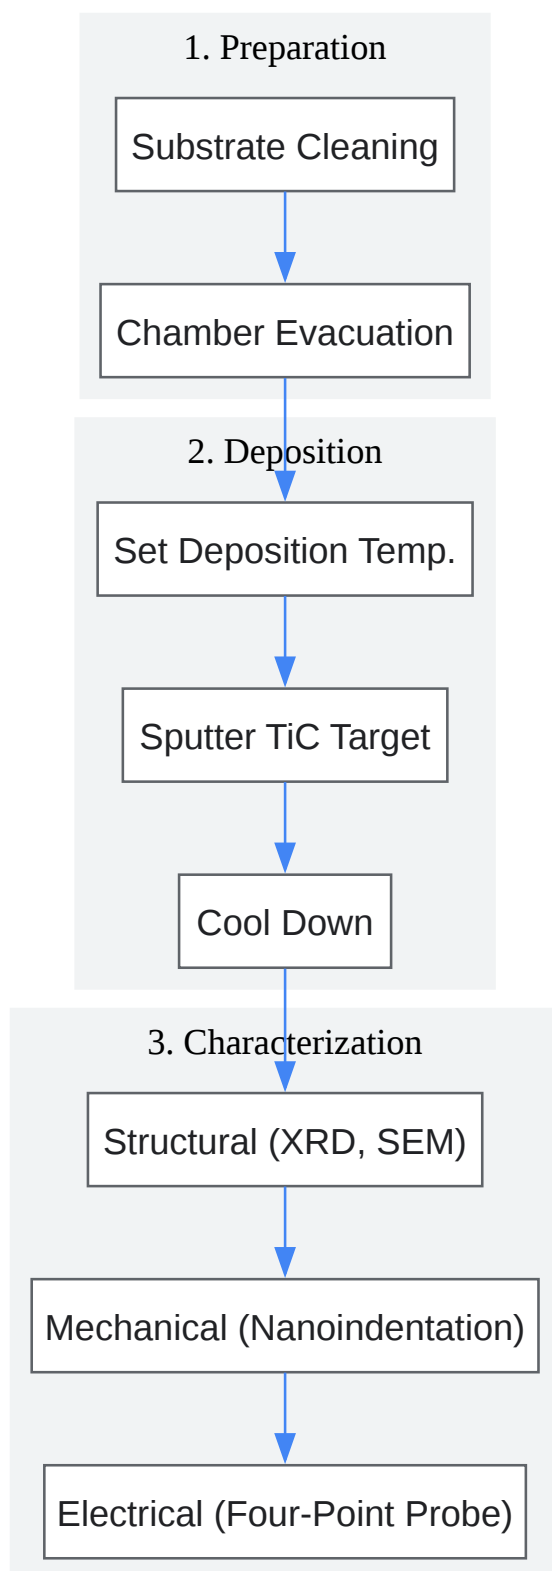 1. Preparation
Substrate Cleaning
Chamber Evacuation
2. Deposition
Set Deposition Temp.
Sputter TiC Target
Cool Down
3. Characterization
Structural (XRD, SEM)
Mechanical (Nanoindentation)
Electrical (Four-Point Probe)